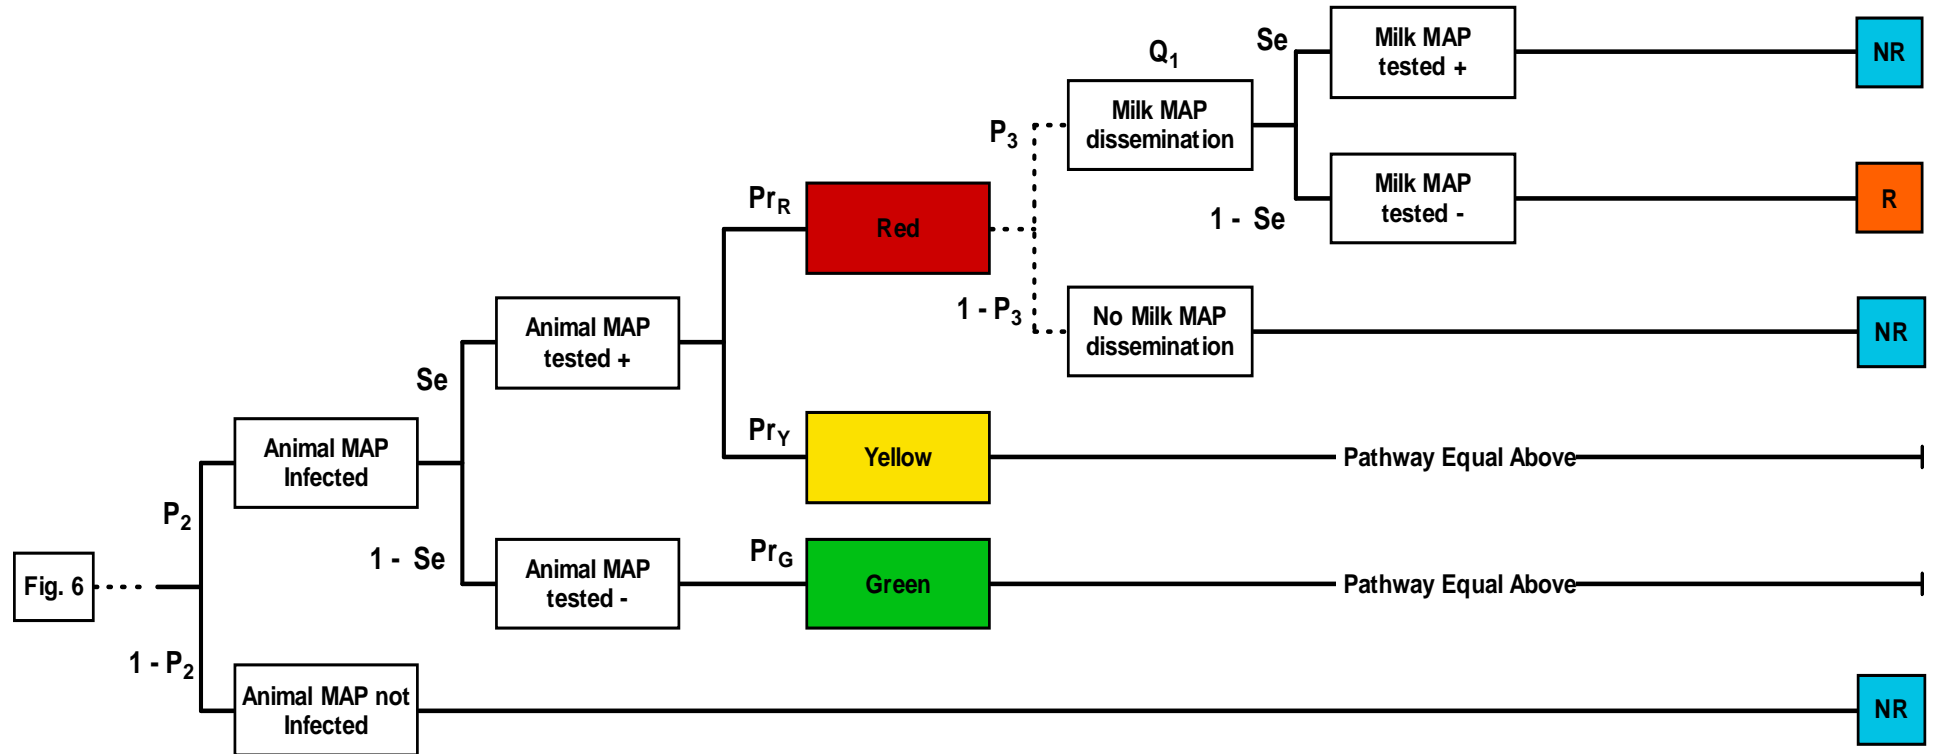 Se
Milk MAP
tested +
NR
Q1
Milk MAP
dissemination
P3
1 - Se
Milk MAP
tested -
R
PrR
Red
1 - P3
No Milk MAP
dissemination
NR
Animal MAP
tested +
Se
PrY
Yellow
Pathway Equal Above
Animal MAP
Infected
P2
1 - Se
Animal MAP
tested -
PrG
Green
Pathway Equal Above
Fig. 6
1 - P2
Animal MAP not
Infected
NR